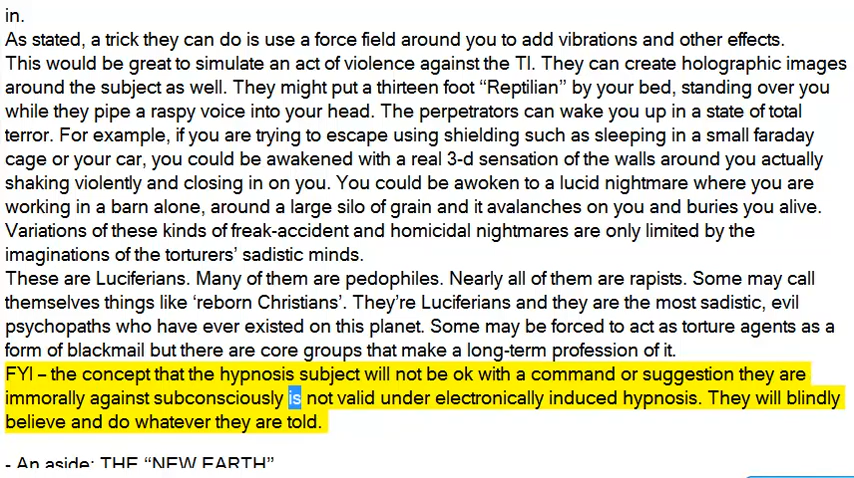 in.
As stated, a trick they can do is use a force field around you to add vibrations and other effects.
This would be great to simulate an act of violence against the TI. They can create holographic images
around the subject as well. They might put a thirteen foot “Reptilian” by your bed, standing over you
while they pipe a raspy voice into your head. The perpetrators can wake you up in a state of total
terror. For example, if you are trying to escape using shielding such as sleeping in a small faraday
cage or your car, you could be awakened with a real 3-d sensation of the walls around you actually
shaking violently and closing in on you. You could be awoken to a lucid nightmare where you are
working in a barn alone, around a large silo of grain and it avalanches on you and buries you alive.
Variations of these kinds of freak-accident and homicidal nightmares are only limited by the
imaginations of the torturers’ sadistic minds.
These are Luciferians. Many of them are pedophiles. Nearly all of them are rapists. Some may call
themselves things like ‘reborn Christians’. They’re Luciferians and they are the most sadistic, evil
psychopaths who have ever existed on this planet. Some may be forced to act as torture agents as a
form of blackmail but there are core groups that make a long-term profession of it.
FYI – the concept that the hypnosis subject will not be ok with a command or suggestion they are
immorally against subconsciously is not valid under electronically induced hypnosis. They will blindly
believe and do whatever they are told.
- An aside: THE “NEW EARTH”